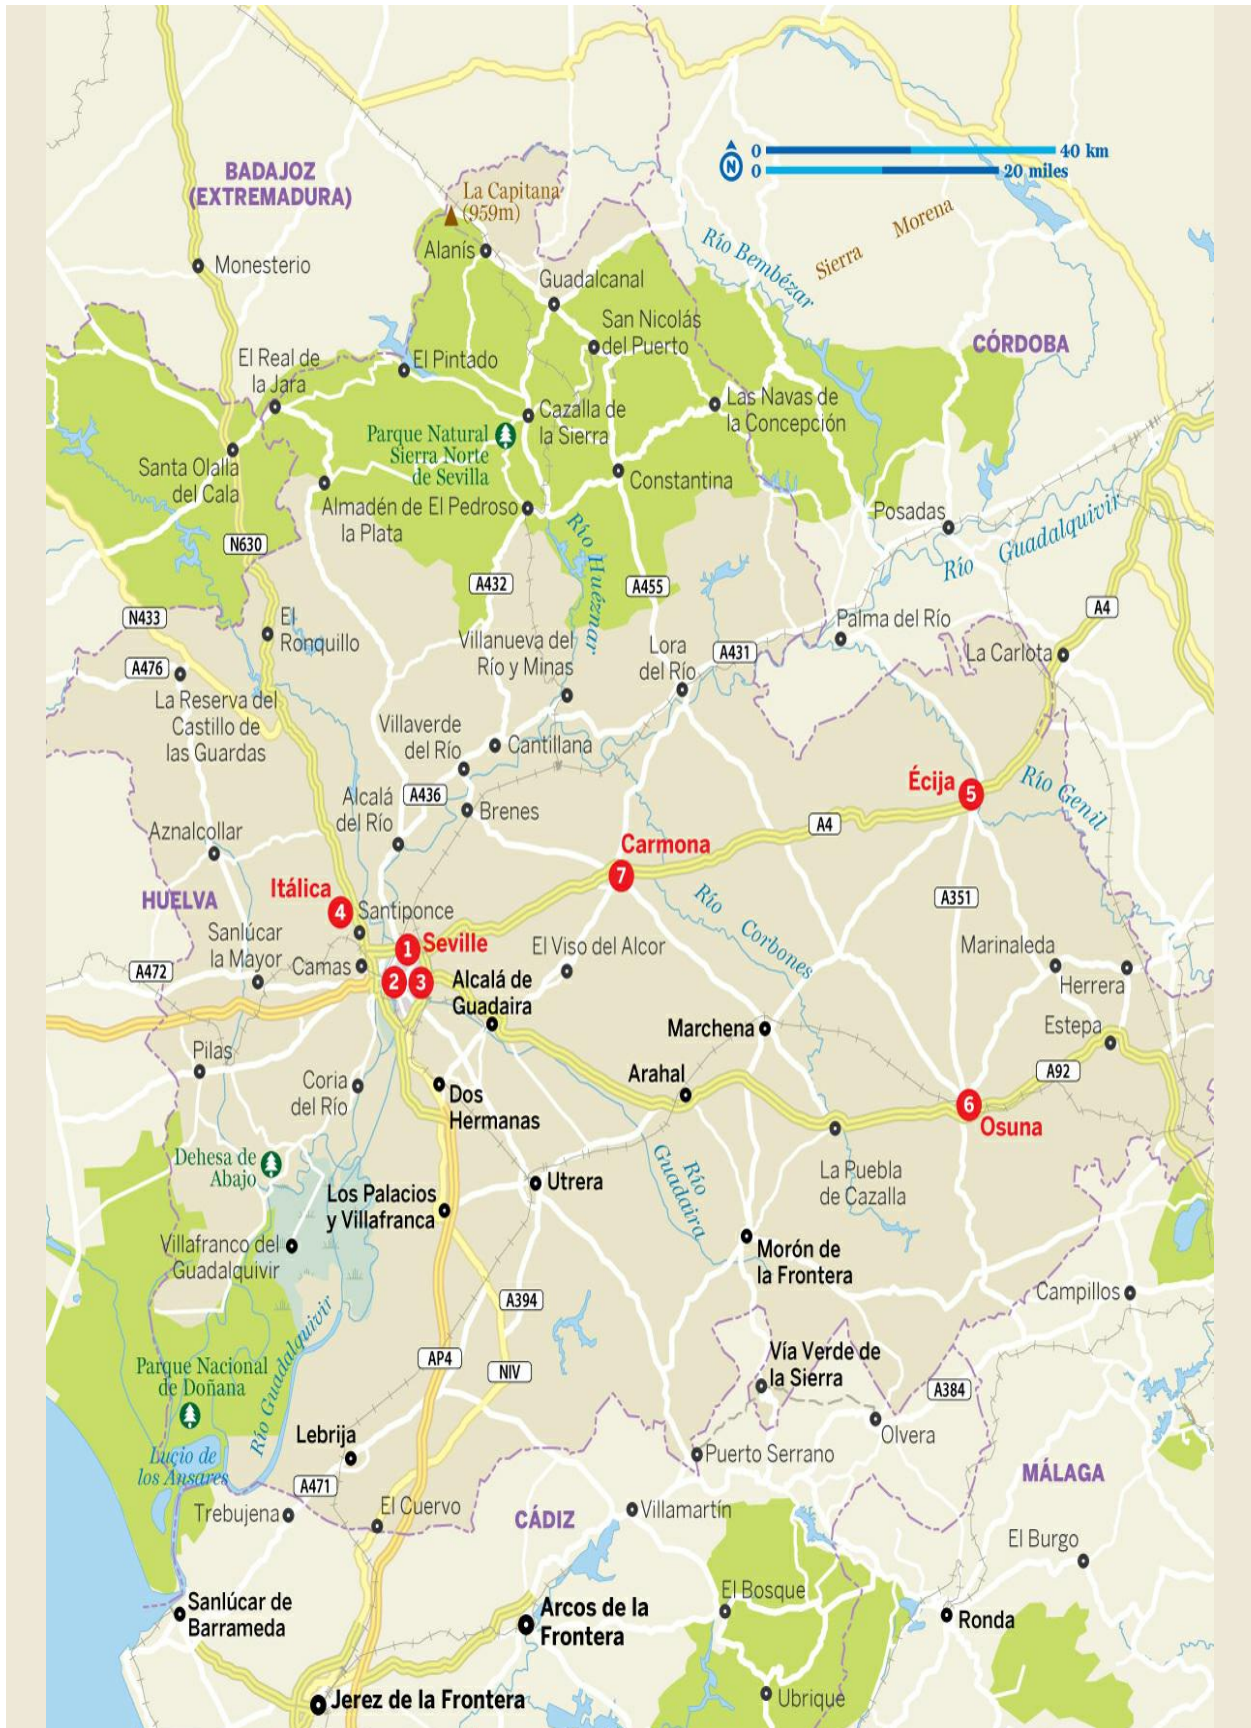 0 40 km
N
0 20 miles
BADAJOZ
(EXTREMADURA)
La Capitana
(959m)
Sierra Morena
Río Bembézar
Alanís
Monesterio
Guadalcanal
San Nicolás
del Puerto
CÓRDOBA
El Real de
la Jara
El Pintado
Cazalla de
la Sierra
Las Navas de
la Concepción
Parque Natural
Sierra Norte
de Sevilla
Santa Olalla
del Cala
Constantina
Almadén de
la Plata
El Pedroso
Posadas
Río Guadalquivir
Río Huéznar
N630
A432
A455
A4
N433
El
Ronquillo
Palma del Río
Villanueva del
Río y Minas
Lora
del Río
A431
La Carlota
A476
La Reserva del
Castillo de
las Guardas
Villaverde
del Río
Cantillana
Écija
5
Río Genil
Alcalá
del Río
A436
Brenes
A4
Aznalcollar
Carmona
7
HUELVA
Itálica
4
Santiponce
Río Corbones
A351
Sanlúcar
la Mayor
1
Seville
El Viso del Alcor
Marinaleda
A472
Camas
2
3
Alcalá de
Guadaira
Herrera
Marchena
Estepa
Pilas
Coria
del Río
Dos
Hermanas
Arahal
A92
6
Osuna
Dehesa de
Abajo
Río
Guadaira
La Puebla
de Cazalla
Los Palacios
y Villafranca
Utrera
Villafranco del
Guadalquivir
Morón de
la Frontera
Campillos
A394
Río Guadalquivir
AP4
NIV
Vía Verde de
la Sierra
A384
Parque Nacional
de Doñana
Olvera
Lebrija
Puerto Serrano
Lucio de
los Ansares
MÁLAGA
A471
Trebujena
El Cuervo
CÁDIZ
Villamartín
El Burgo
Sanlúcar de
Barrameda
Arcos de la
Frontera
El Bosque
Ronda
Jerez de la Frontera
Ubrique